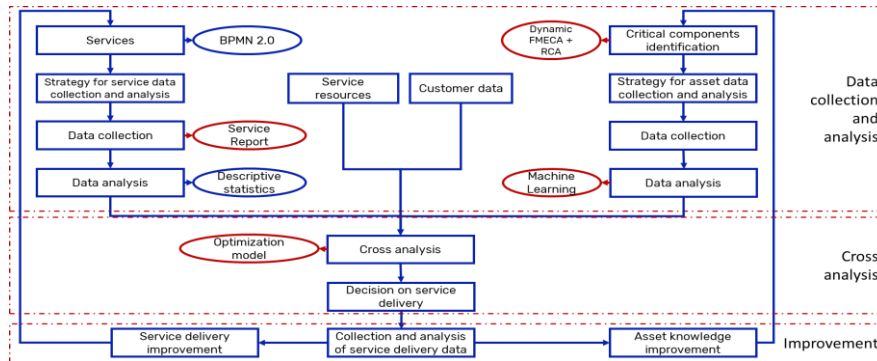 Services
BPMN 2.0
Dynamic
FMECA +
RCA
Critical components
identification
Strategy for service data
collection and analysis
Service
resources
Customer data
Strategy for asset data
collection and analysis
Data
collection
and
analysis
Data collection
Service
Report
Data collection
Data analysis
Descriptive
statistics
Machine
Learning
Data analysis
Optimization
model
Cross analysis
Cross
analysis
Decision on service
delivery
Service delivery
improvement
Collection and analysis
of service delivery data
Asset knowledge
improvement
Improvement